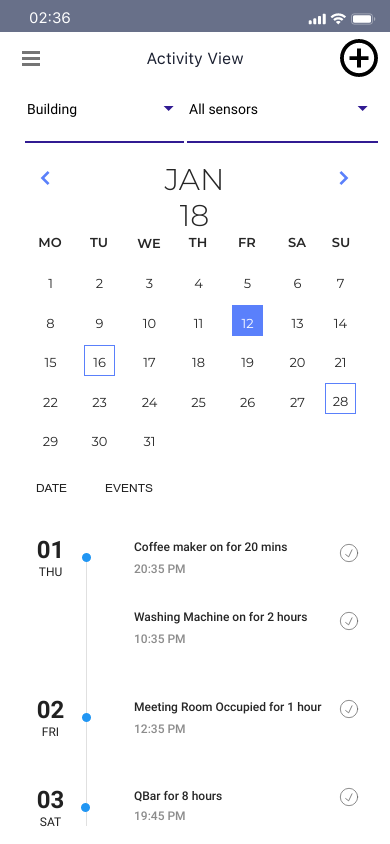 02:36
Activity View
Building All sensors
JAN
18
MO TU WE TH FR SA SU
1 2 3 4 5 6 7
8 9 10 11 12 13 14
15 16 17 18 19 20 21
22 23 24 25 26 27 28
29 30 31
DATE EVENTS
01 Coffee maker on for 20 mins
THU 20:35 PM
Washing Machine on for 2 hours
10:35 PM
02 Meeting Room Occupied for 1 hour
FRI 12:35 PM
03 QBar for 8 hours
SAT 19:45 PM